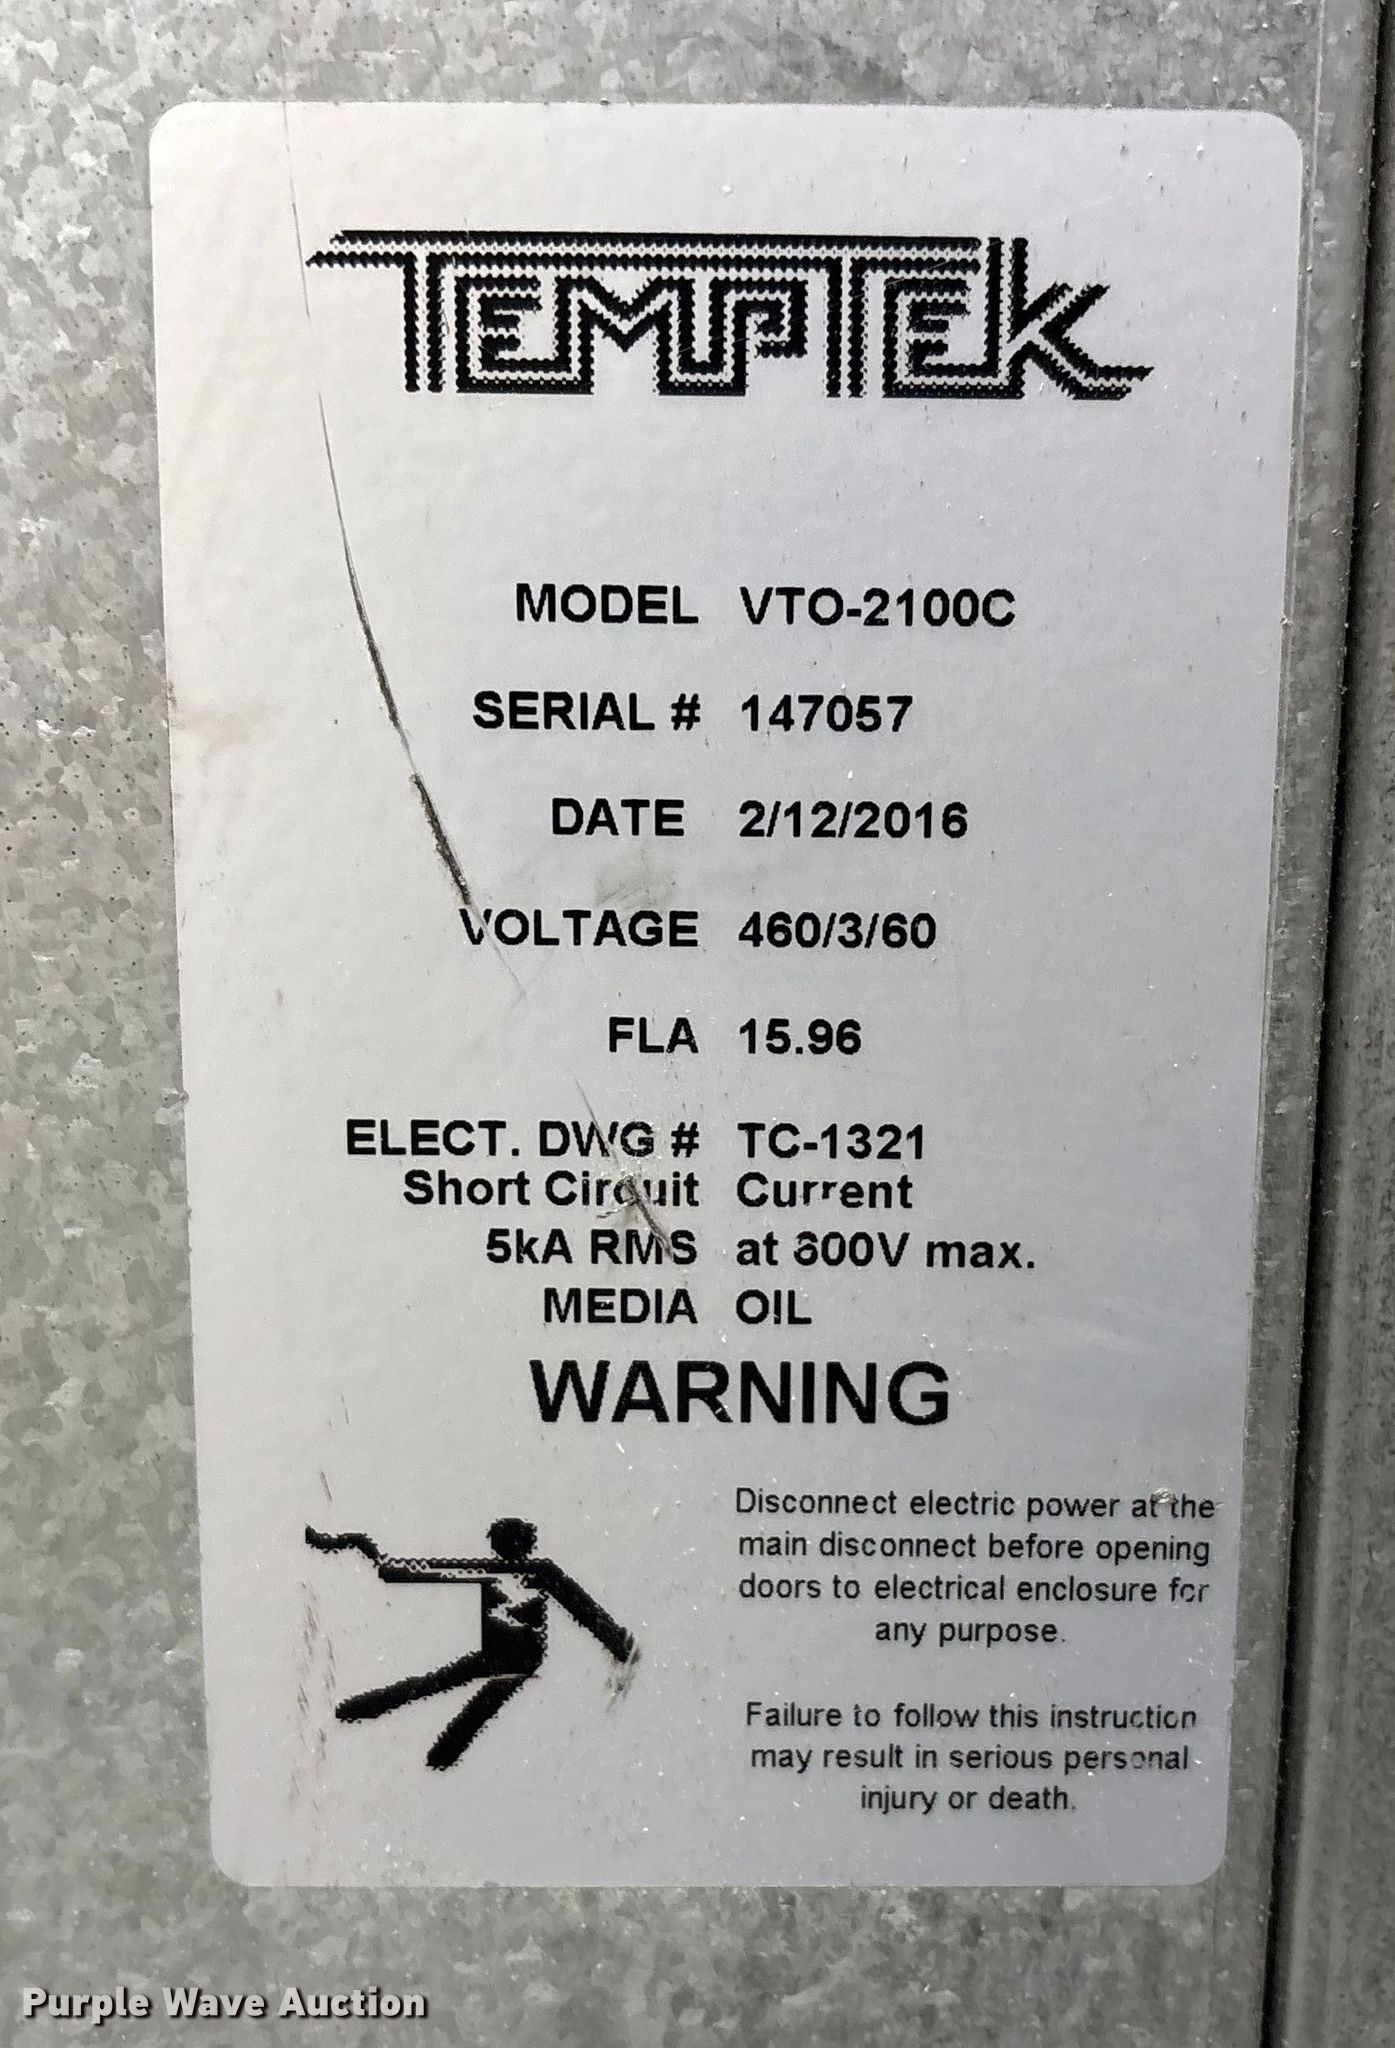 TEMPTEK
MODEL VTO-2100C
SERIAL # 147057
DATE 2/12/2016
VOLTAGE 460/3/60
FLA 15.96
ELECT. DWG # TC-1321
Short Circuit Current
5kA RMS at 600V max.
MEDIA OIL
WARNING
Disconnect electric power at the
main disconnect before opening
doors to electrical enclosure for
any purpose.
Failure to follow this instruction
may result in serious personal
injury or death.
Purple Wave Auction